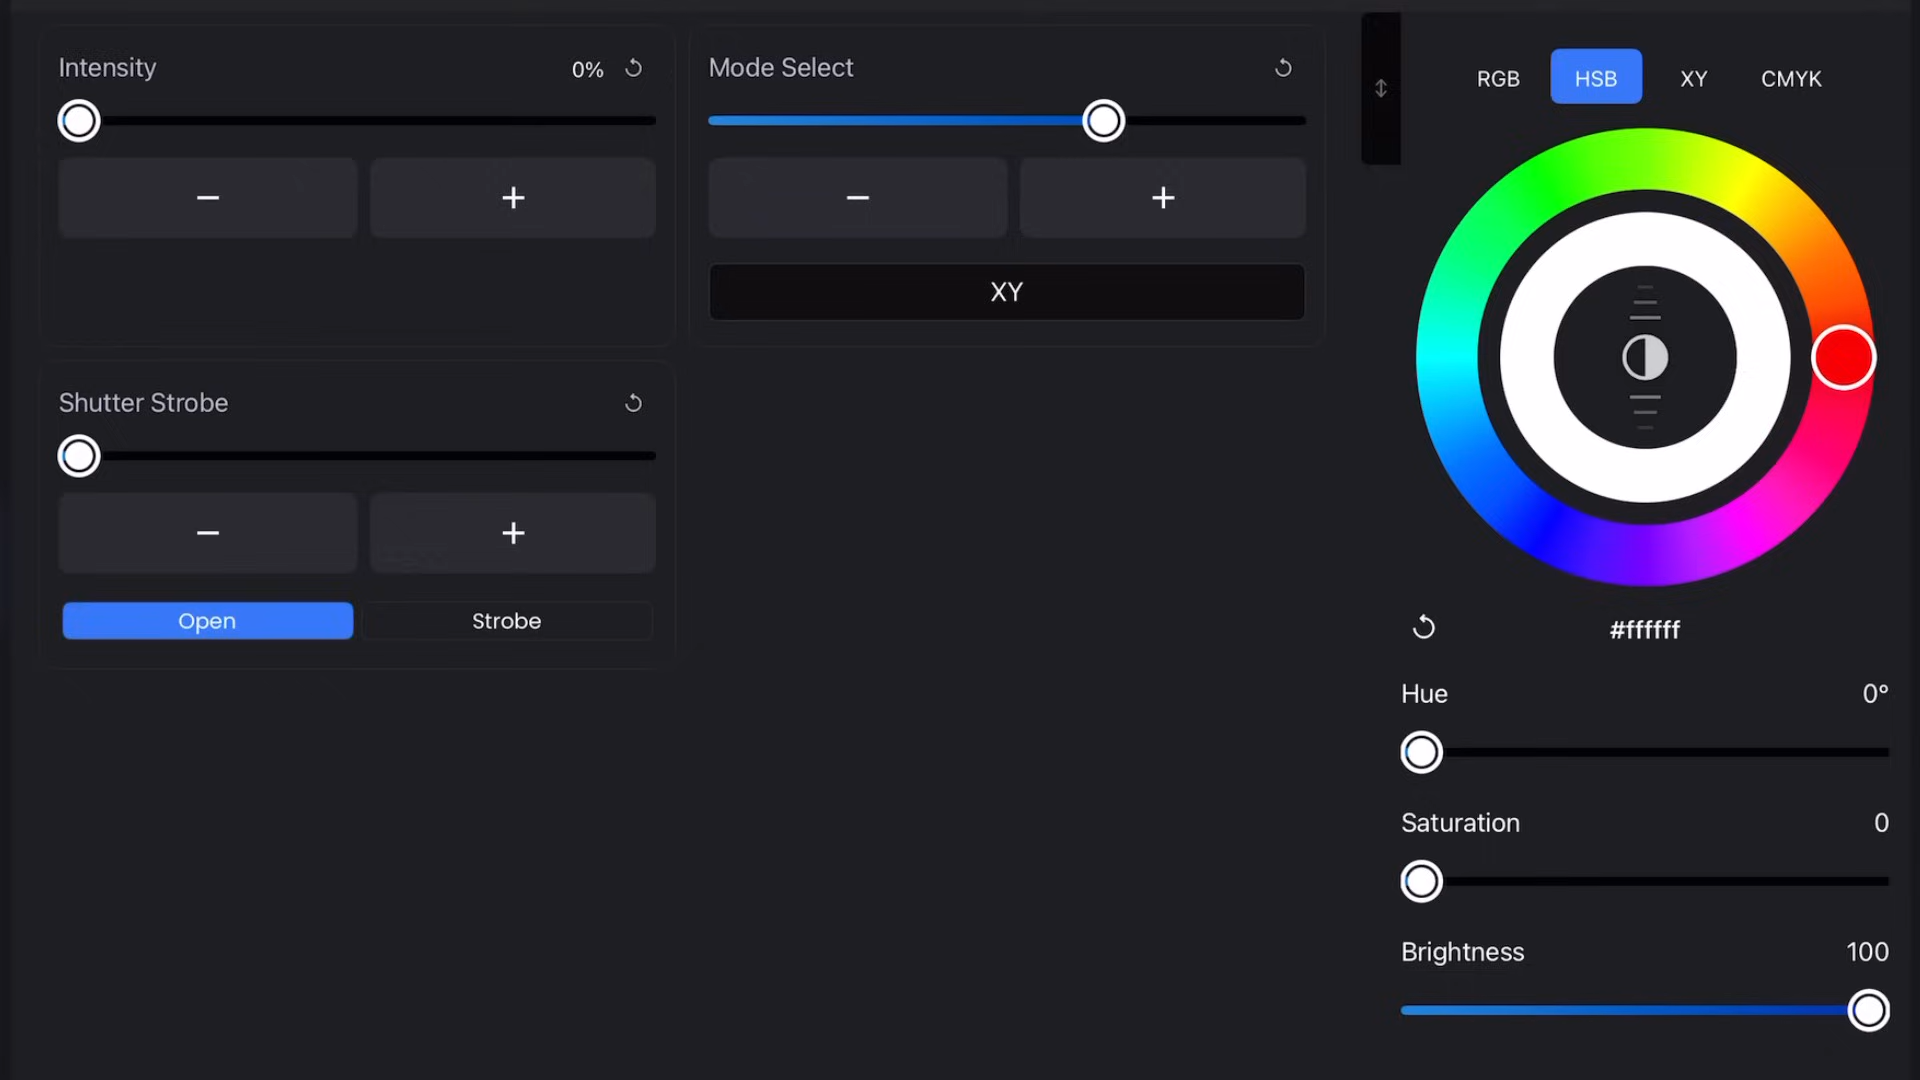 Intensity
0%
−
+
Mode Select
−
+
XY
Shutter Strobe
−
+
Open
Strobe
RGB
HSB
XY
CMYK
#ffffff
Hue
0°
Saturation
0
Brightness
100